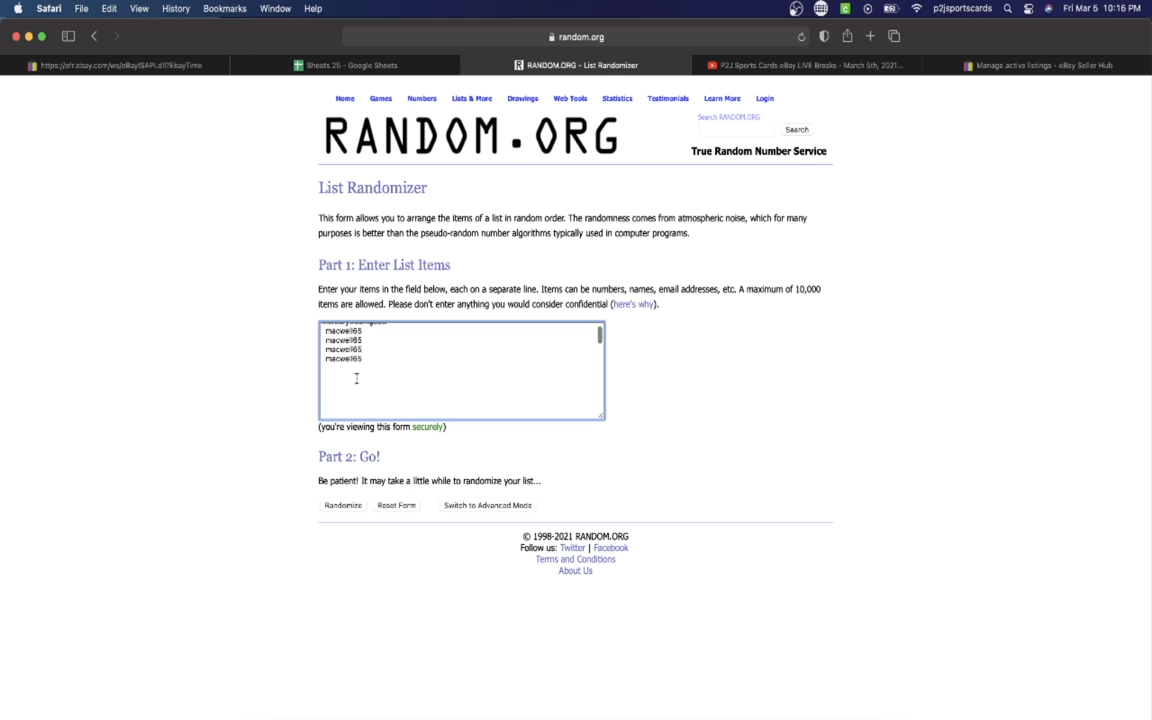 Safari File Edit View History Bookmarks Window Help
p2jsportscards Fri Mar 5 10:16 PM
random.org
https://ofr.ebay.com/ws/eBayISAPI.dll?EbayTime
Sheets 25 - Google Sheets
RANDOM.ORG - List Randomizer
P2J Sports Cards eBay LIVE Breaks - March 6th, 2021...
Manage active listings - eBay Seller Hub
Home Games Numbers Lists & More Drawings Web Tools Statistics Testimonials Learn More Login
RANDOM.ORG
Search RANDOM.ORG
Search
True Random Number Service
List Randomizer
This form allows you to arrange the items of a list in random order. The randomness comes from atmospheric noise, which for many
purposes is better than the pseudo-random number algorithms typically used in computer programs.
Part 1: Enter List Items
Enter your items in the field below, each on a separate line. Items can be numbers, names, email addresses, etc. A maximum of 10,000
items are allowed. Please don't enter anything you would consider confidential (here's why).
macwell65
macwell65
macwell65
macwell65
(you're viewing this form securely)
Part 2: Go!
Be patient! It may take a little while to randomize your list...
Randomize Reset Form Switch to Advanced Mode
© 1998-2021 RANDOM.ORG
Follow us: Twitter | Facebook
Terms and Conditions
About Us